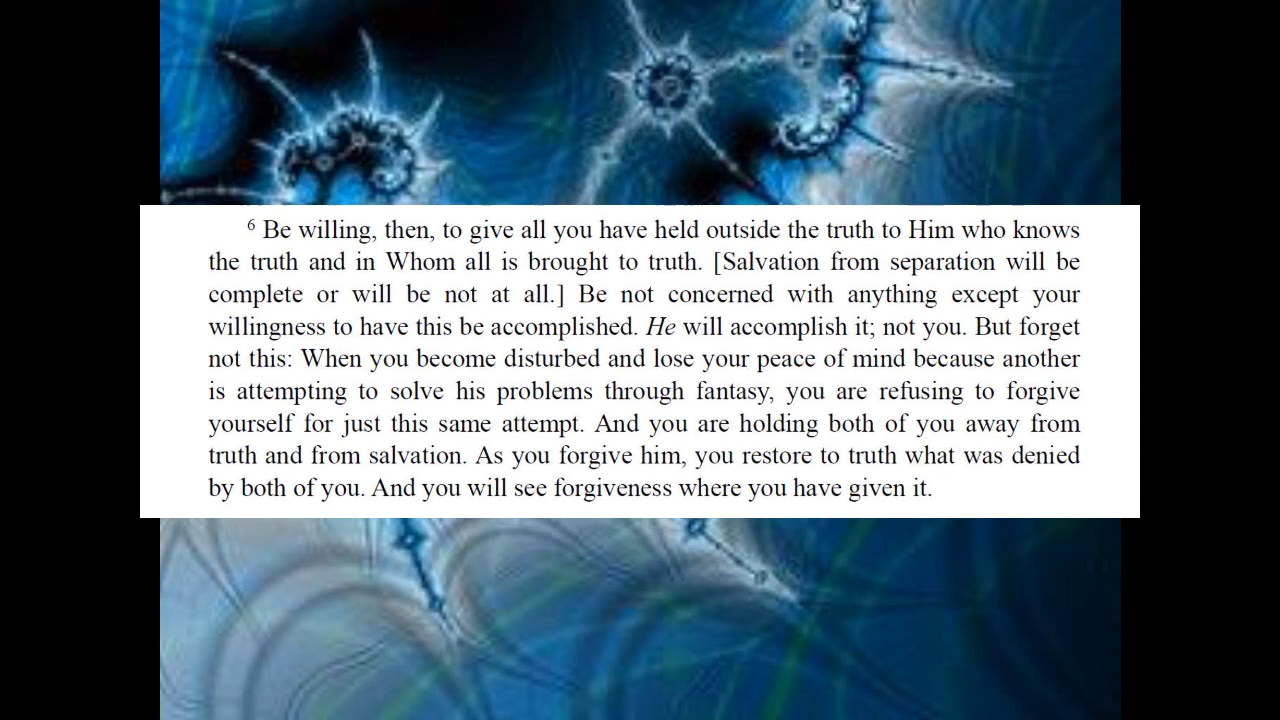 6 Be willing, then, to give all you have held outside the truth to Him who knows
the truth and in Whom all is brought to truth. [Salvation from separation will be
complete or will be not at all.] Be not concerned with anything except your
willingness to have this be accomplished. He will accomplish it; not you. But forget
not this: When you become disturbed and lose your peace of mind because another
is attempting to solve his problems through fantasy, you are refusing to forgive
yourself for just this same attempt. And you are holding both of you away from
truth and from salvation. As you forgive him, you restore to truth what was denied
by both of you. And you will see forgiveness where you have given it.